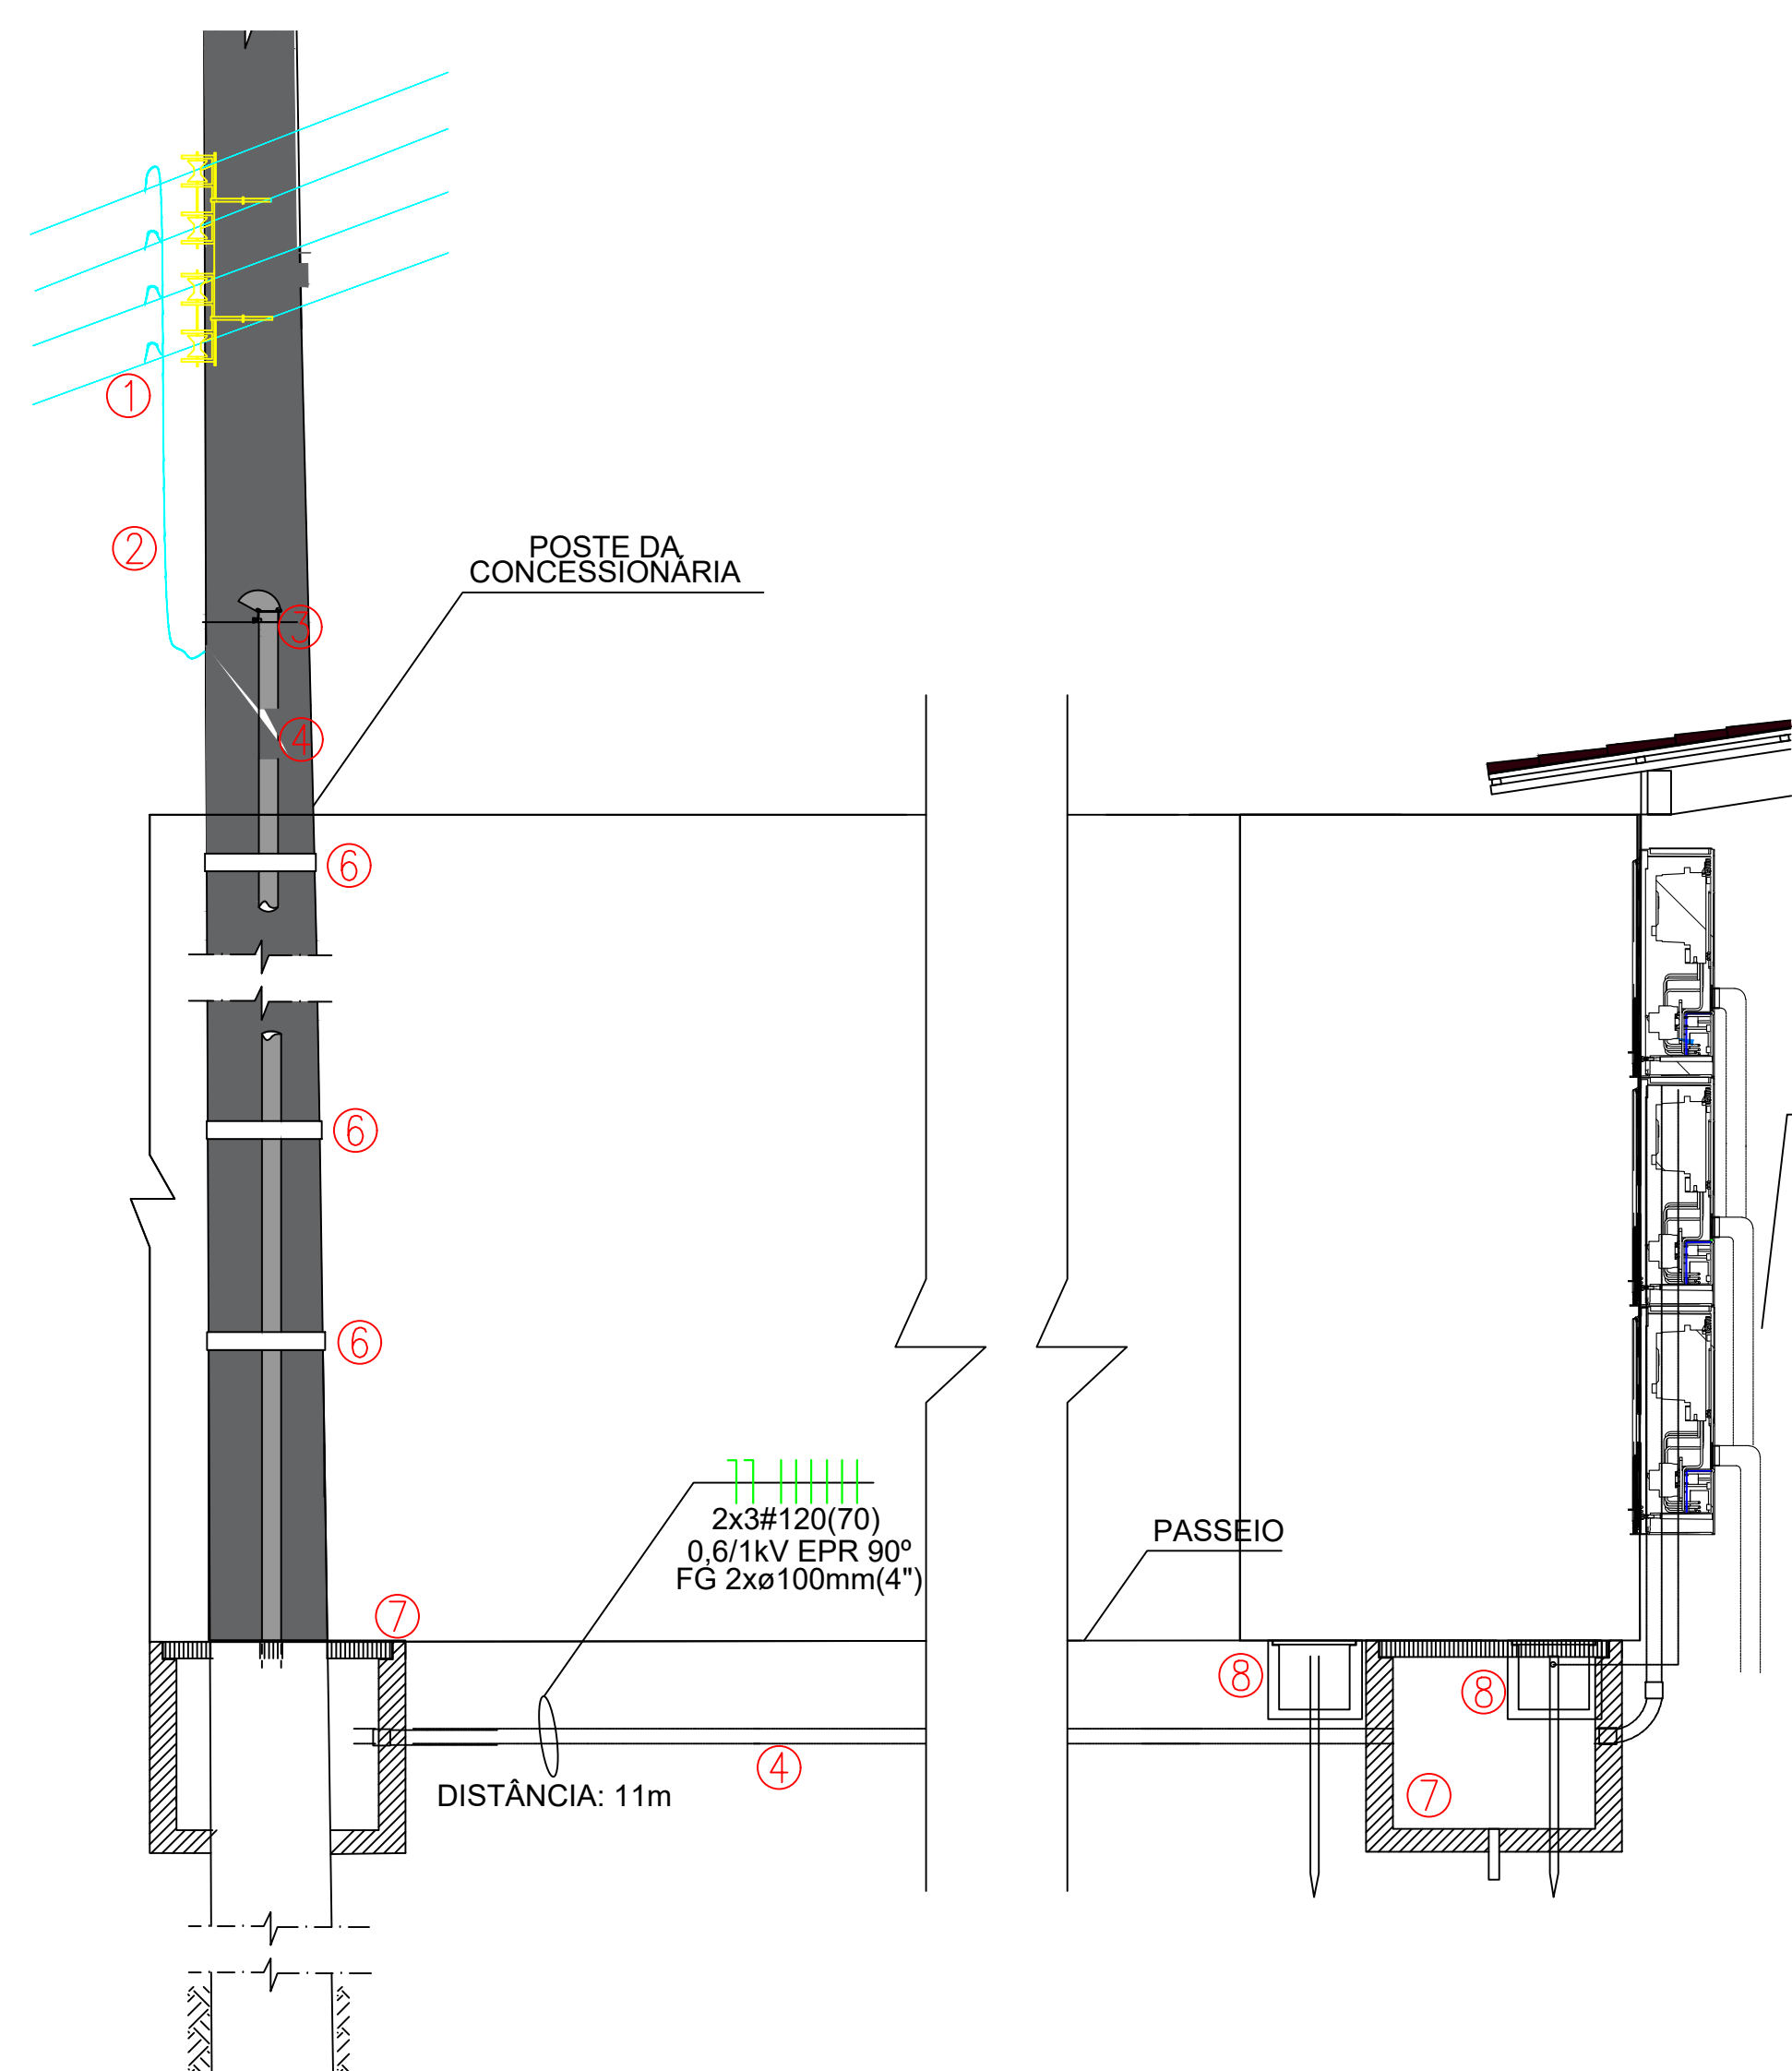 1
2
POSTE DA
CONCESSIONÁRIA
3
4
6
6
6
2x3#120(70)
0,6/1kV EPR 90º
FG 2xø100mm(4")
PASSEIO
7
8
8
4
7
DISTÂNCIA: 11m